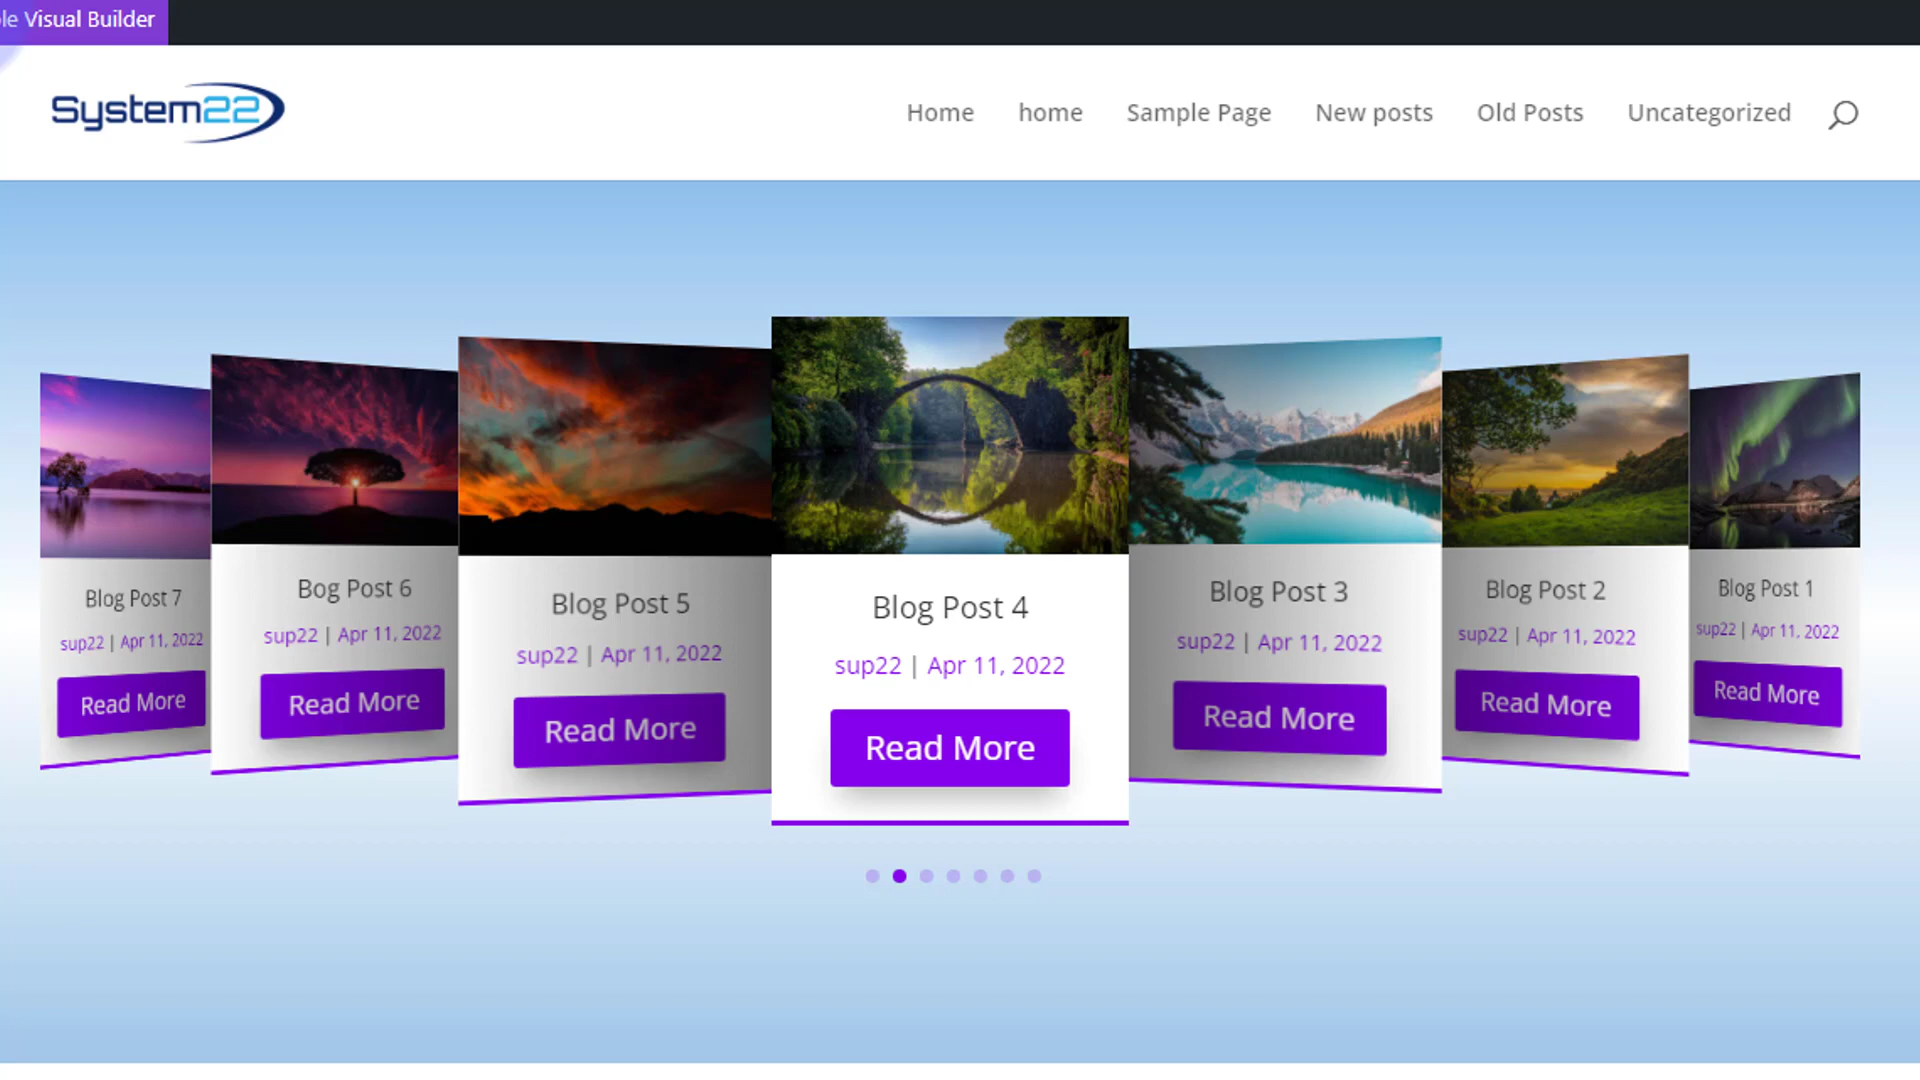 le Visual Builder
System22
Home home Sample Page New posts Old Posts Uncategorized
Blog Post 7
sup22 | Apr 11, 2022
Read More
Bog Post 6
sup22 | Apr 11, 2022
Read More
Blog Post 5
sup22 | Apr 11, 2022
Read More
Blog Post 4
sup22 | Apr 11, 2022
Read More
Blog Post 3
sup22 | Apr 11, 2022
Read More
Blog Post 2
sup22 | Apr 11, 2022
Read More
Blog Post 1
sup22 | Apr 11, 2022
Read More